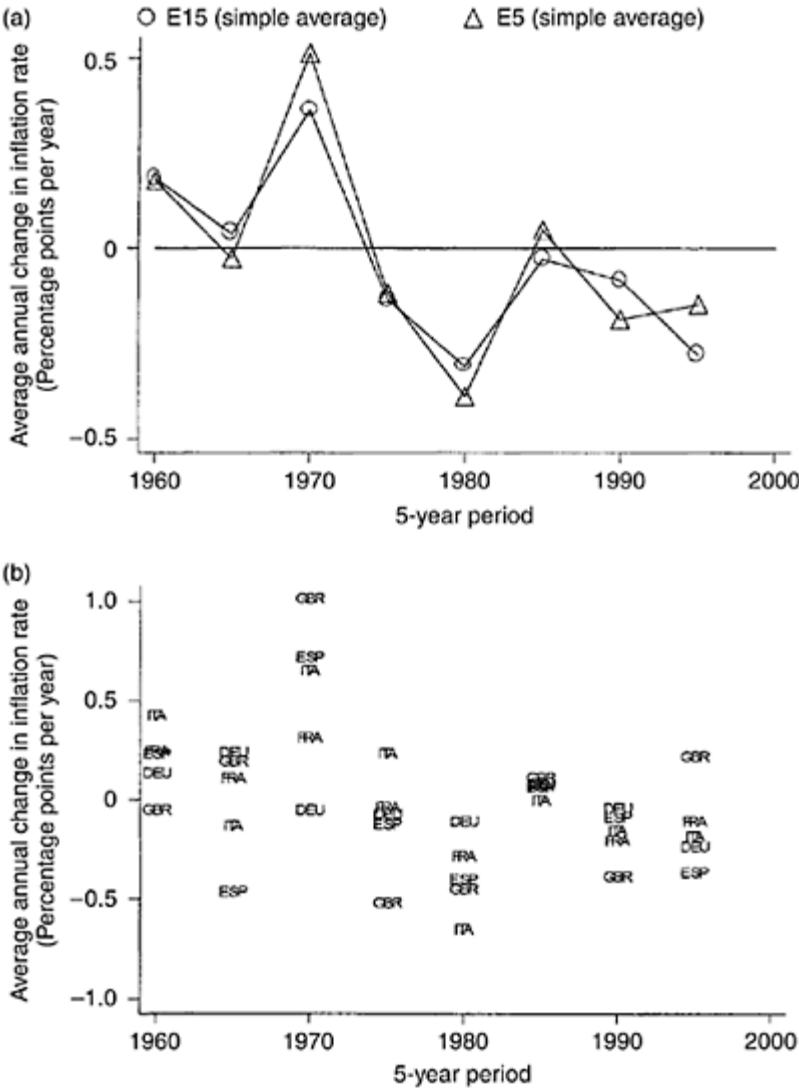 (a)
E15 (simple average) E5 (simple average)
Average annual change in inflation rate
(Percentage points per year)
0.5
0
−0.5
1960 1970 1980 1990 2000
5-year period
(b)
Average annual change in inflation rate
(Percentage points per year)
1.0
0.5
0
−0.5
−1.0
GBR
ESP
ITA
FRA
DEU
ITA
FRA
ESP
DEU
GBR
DEU
GBR
FRA
ITA
ESP
ITA
FRA
DEU
ESP
GBR
DEU
FRA
ESP
GBR
ITA
GBR
ITA
DEU
ESP
ITA
FRA
GBR
GBR
FRA
ITA
DEU
ESP
1960 1970 1980 1990 2000
5-year period